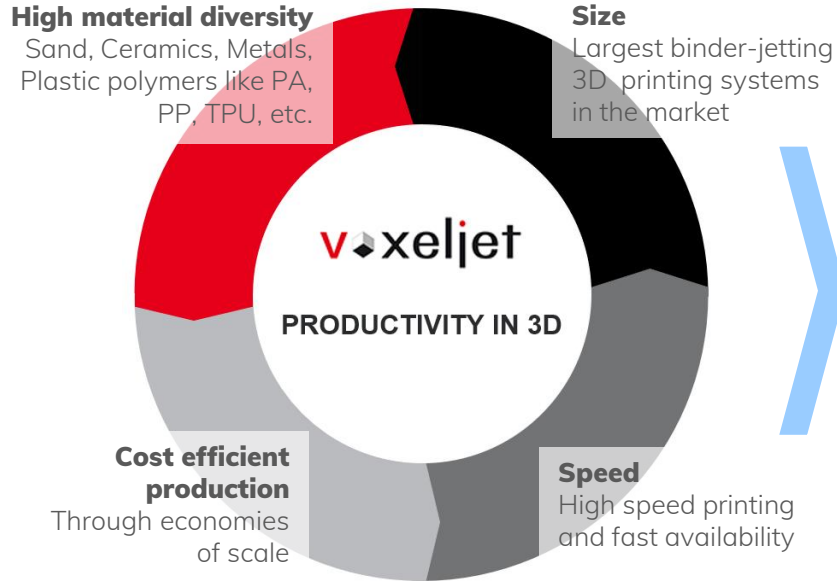 High material diversity
Sand, Ceramics, Metals,
Plastic polymers like PA,
PP, TPU, etc.
Size
Largest binder-jetting
3D printing systems
in the market
voxeljet
PRODUCTIVITY IN 3D
Cost efficient
production
Through economies
of scale
Speed
High speed printing
and fast availability